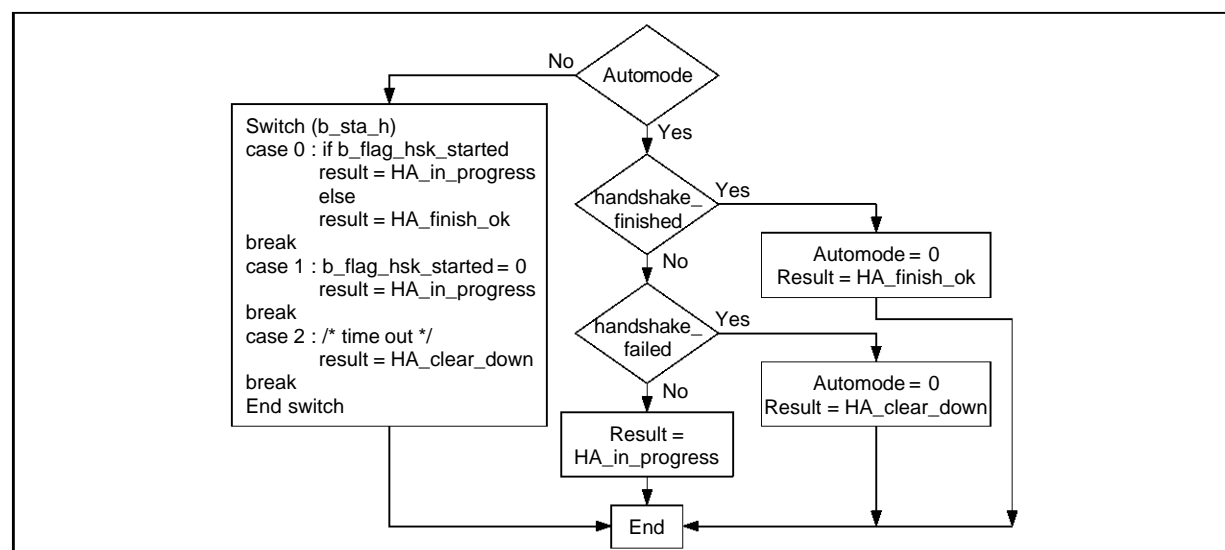 Automode
No
Yes
Switch (b_sta_h)
case 0 : if b_flag_hsk_started
result = HA_in_progress
else
result = HA_finish_ok
break
case 1 : b_flag_hsk_started = 0
result = HA_in_progress
break
case 2 : /* time out */
result = HA_clear_down
break
End switch
handshake_
finished
Yes
No
Automode = 0
Result = HA_finish_ok
handshake_
failed
Yes
No
Automode = 0
Result = HA_clear_down
Result =
HA_in_progress
End